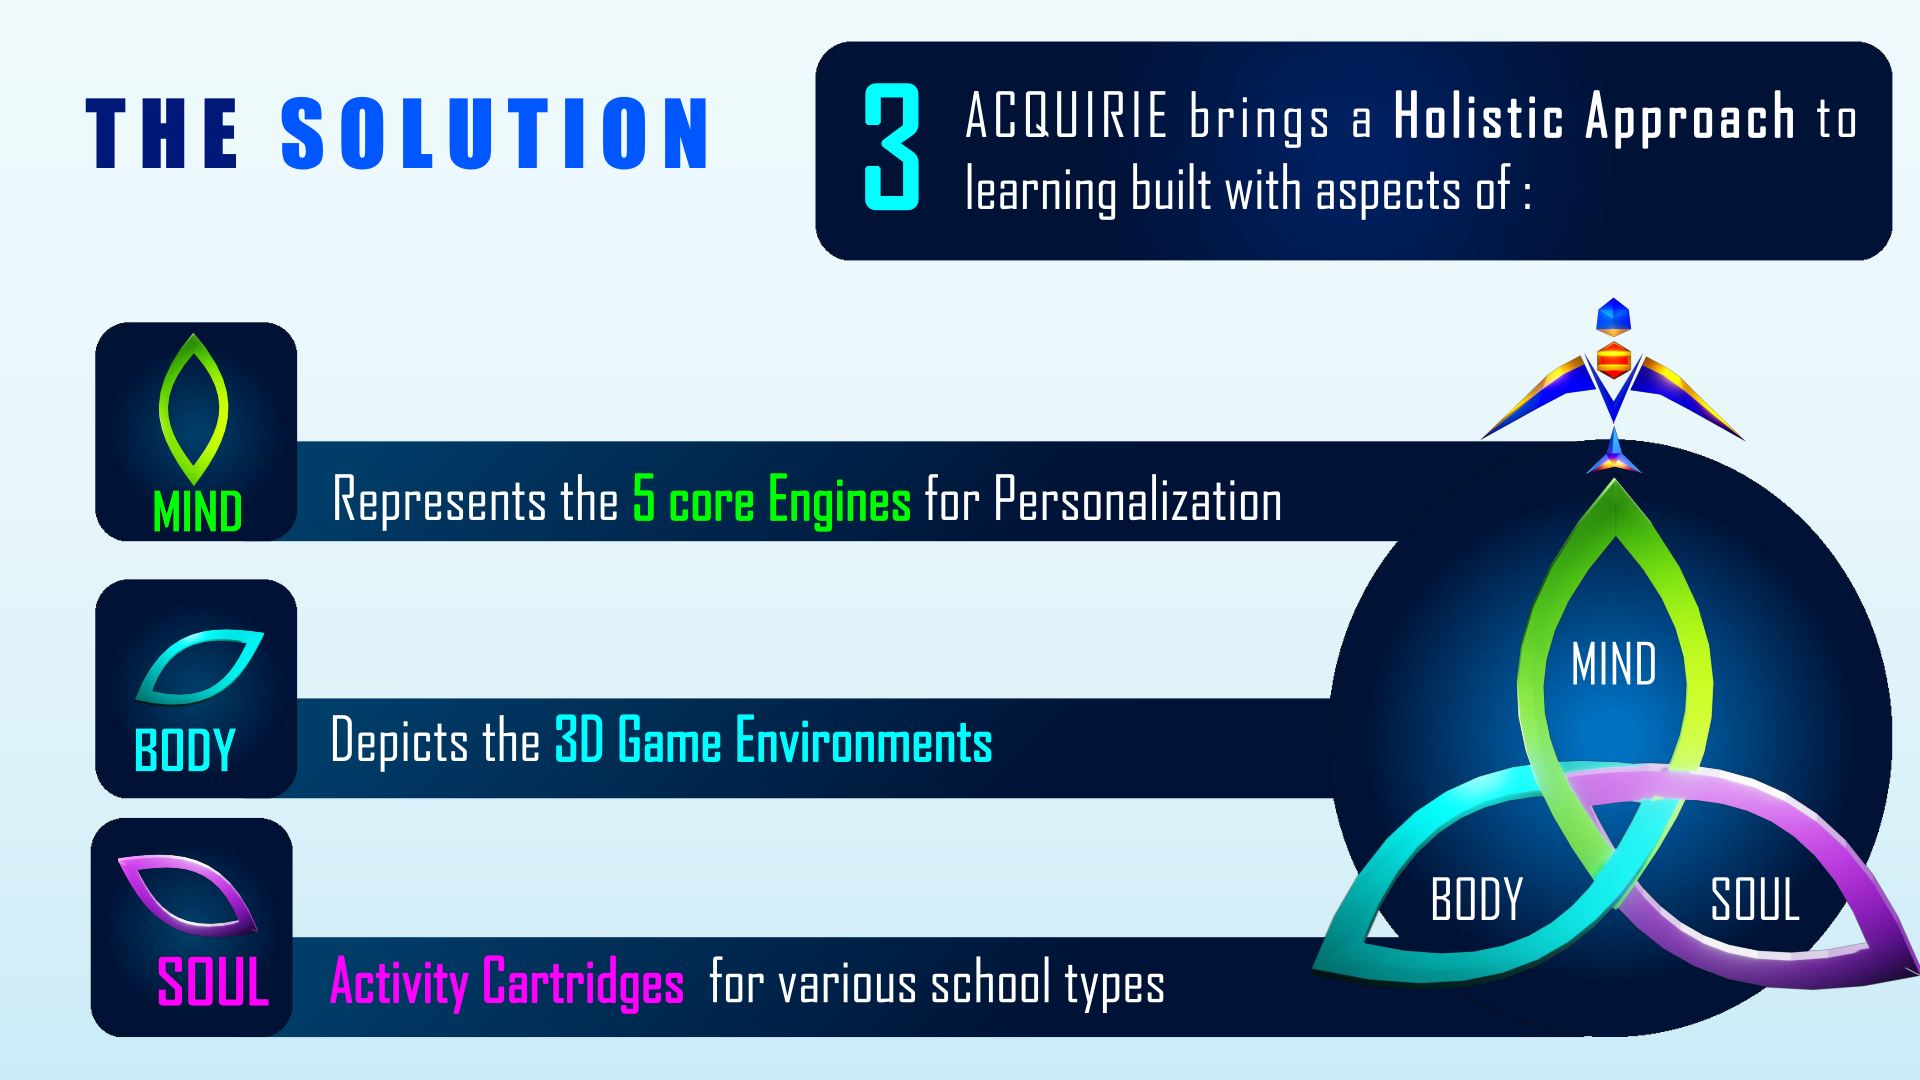 THE SOLUTION
3
ACQUIRIE brings a Holistic Approach to
learning built with aspects of :
MIND
Represents the 5 core Engines for Personalization
BODY
Depicts the 3D Game Environments
SOUL
Activity Cartridges for various school types
MIND
BODY
SOUL